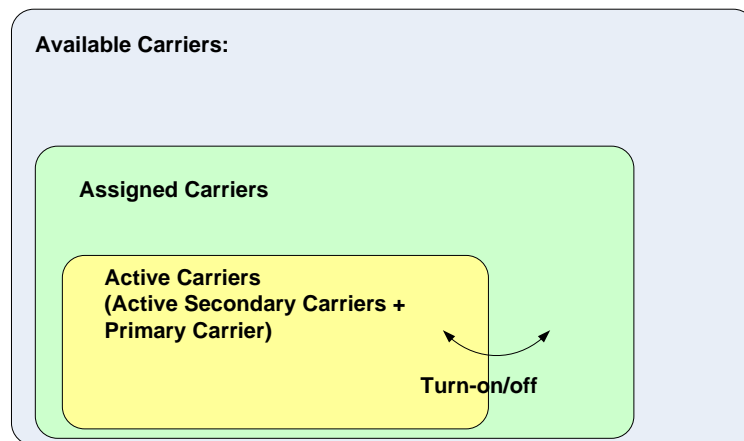 Available Carriers:
Assigned Carriers
Active Carriers
(Active Secondary Carriers +
Primary Carrier)
Turn-on/off